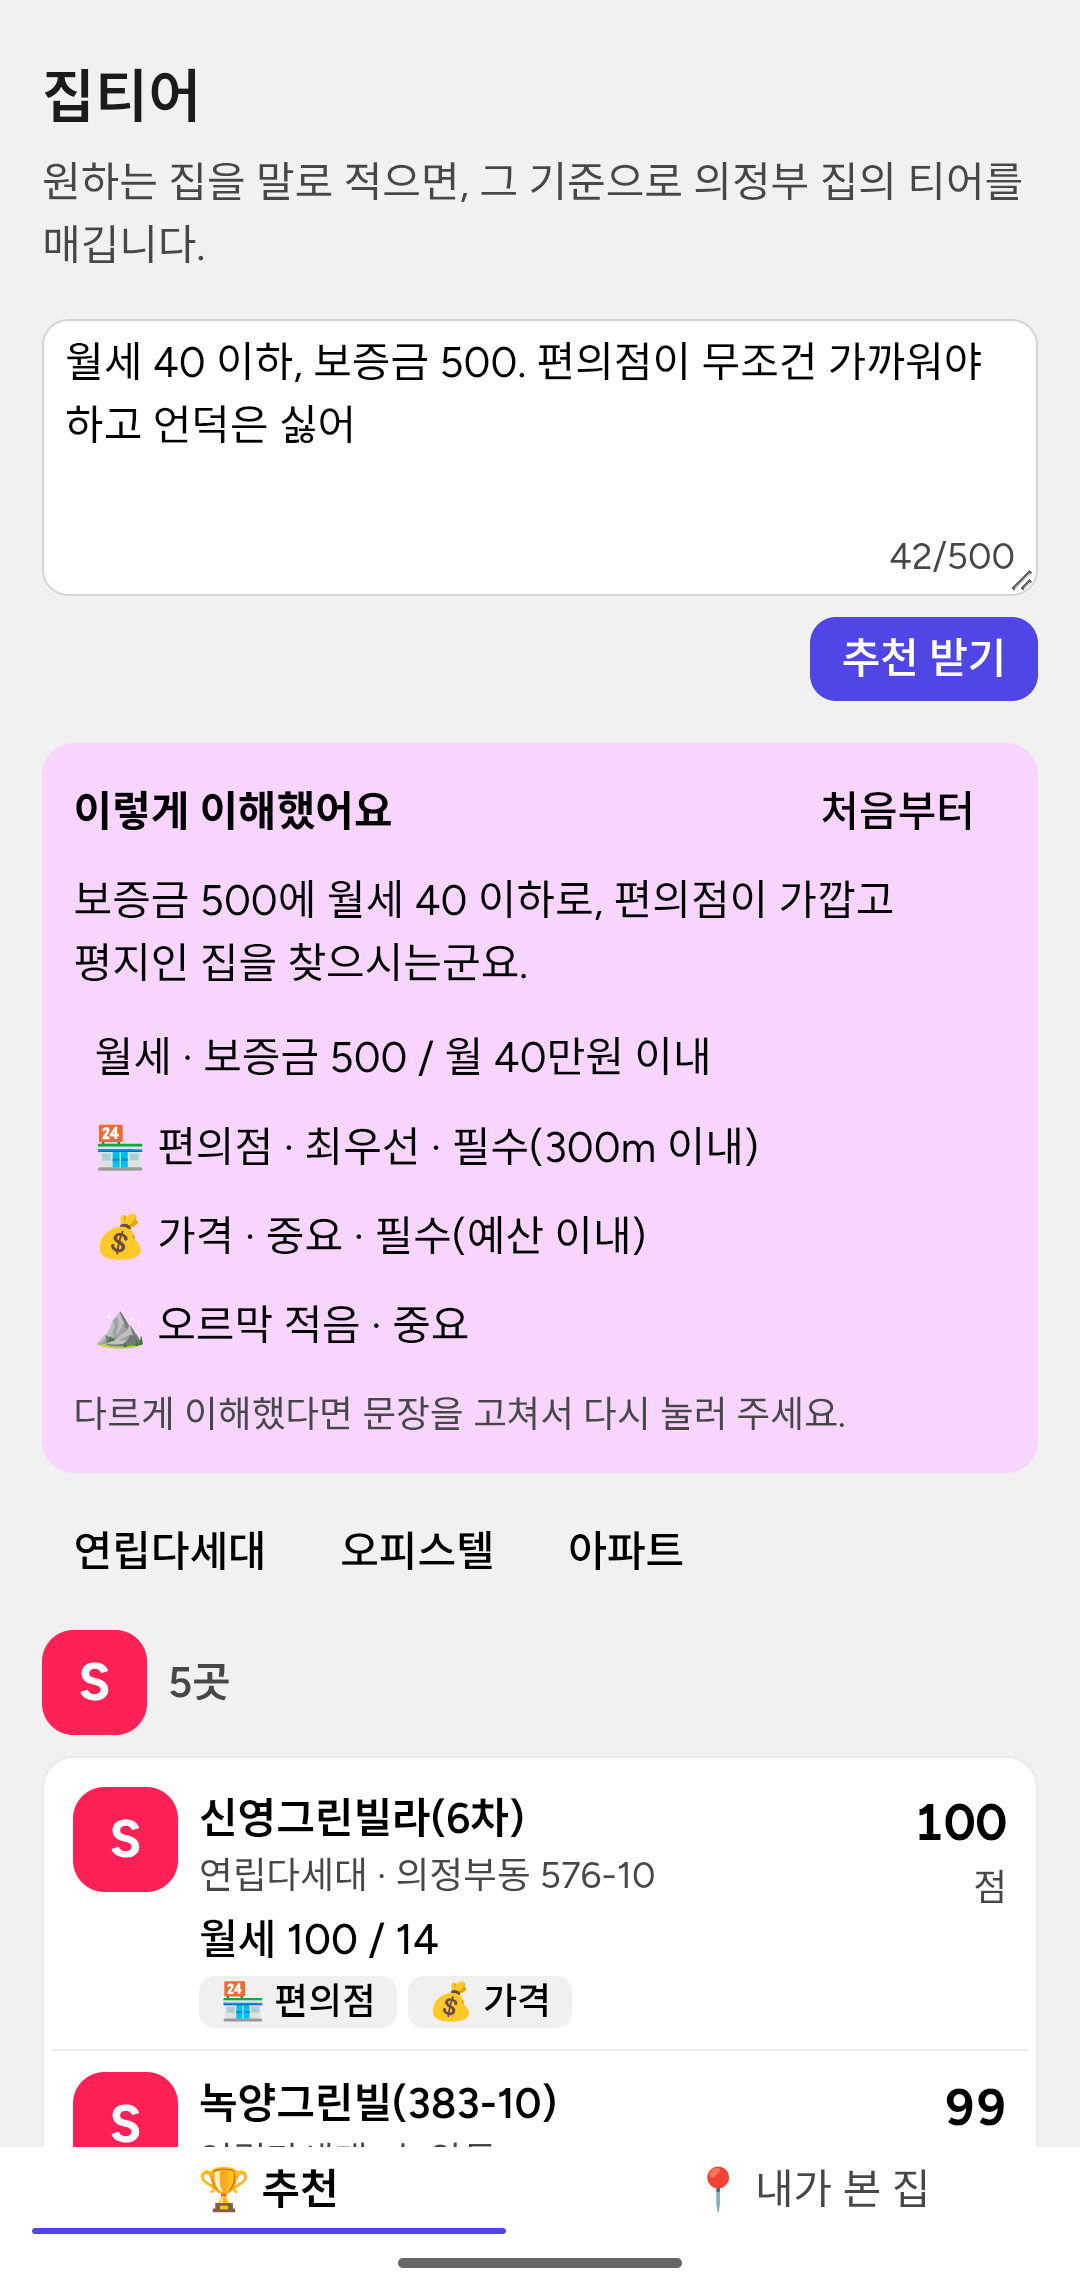 집티어
원하는 집을 말로 적으면, 그 기준으로 의정부 집의 티어를
매깁니다.
월세 40 이하, 보증금 500. 편의점이 무조건 가까워야
하고 언덕은 싫어
42/500
추천 받기
이렇게 이해했어요
처음부터
보증금 500에 월세 40 이하로, 편의점이 가깝고
평지인 집을 찾으시는군요.
월세 · 보증금 500 / 월 40만원 이내
편의점 · 최우선 · 필수(300m 이내)
가격 · 중요 · 필수(예산 이내)
오르막 적음 · 중요
다르게 이해했다면 문장을 고쳐서 다시 눌러 주세요.
연립다세대 오피스텔 아파트
S 5곳
S 신영그린빌라(6차) 100
연립다세대 · 의정부동 576-10 점
월세 100 / 14
편의점 가격
S 녹양그린빌(383-10) 99
추천 내가 본 집